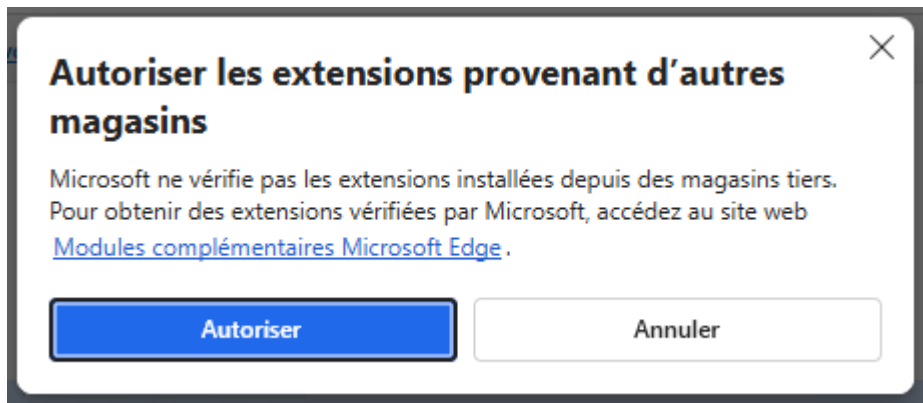 Autoriser les extensions provenant d’autres
magasins
Microsoft ne vérifie pas les extensions installées depuis des magasins tiers.
Pour obtenir des extensions vérifiées par Microsoft, accédez au site web
Modules complémentaires Microsoft Edge.
Autoriser
Annuler